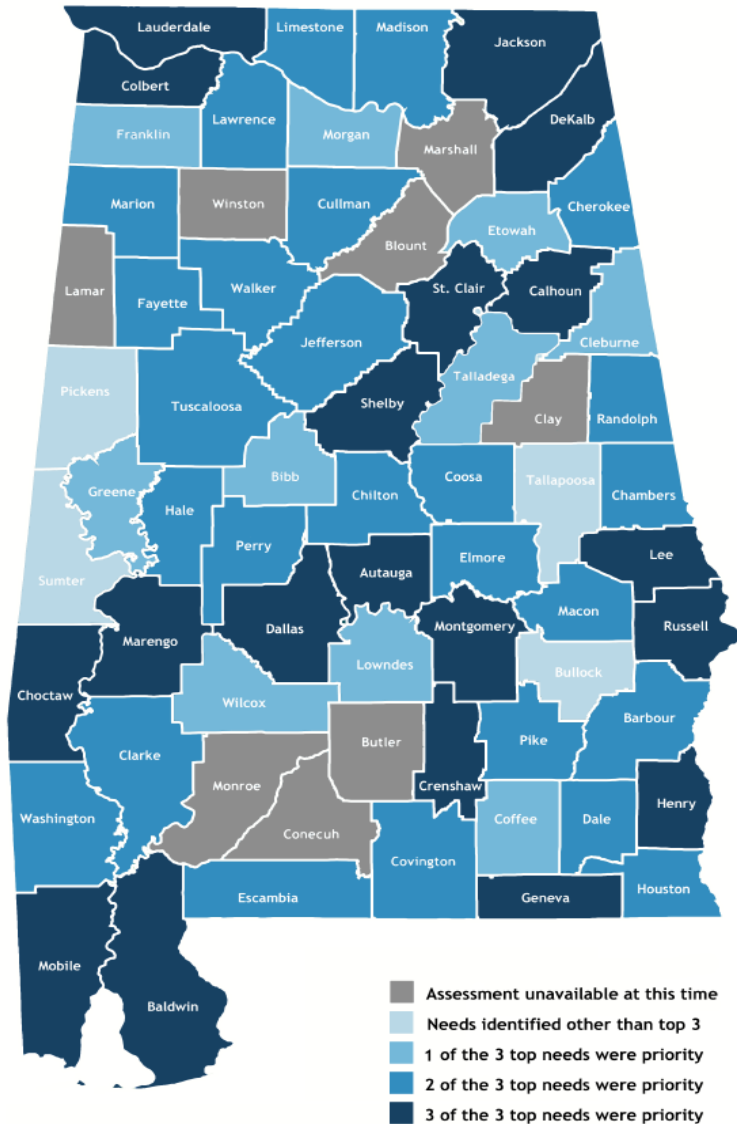 Lauderdale
Limestone
Madison
Jackson
Colbert
Lawrence
DeKalb
Franklin
Morgan
Marshall
Marion
Winston
Cullman
Cherokee
Etowah
Blount
Lamar
Fayette
Walker
St. Clair
Calhoun
Jefferson
Cleburne
Pickens
Talladega
Tuscaloosa
Shelby
Clay
Randolph
Greene
Bibb
Coosa
Tallapoosa
Hale
Chilton
Chambers
Perry
Elmore
Lee
Sumter
Autauga
Macon
Marengo
Dallas
Montgomery
Russell
Lowndes
Bullock
Choctaw
Wilcox
Barbour
Clarke
Butler
Pike
Monroe
Crenshaw
Henry
Washington
Conecuh
Coffee
Dale
Covington
Escambia
Geneva
Houston
Mobile
Baldwin
Assessment unavailable at this time
Needs identified other than top 3
1 of the 3 top needs were priority
2 of the 3 top needs were priority
3 of the 3 top needs were priority